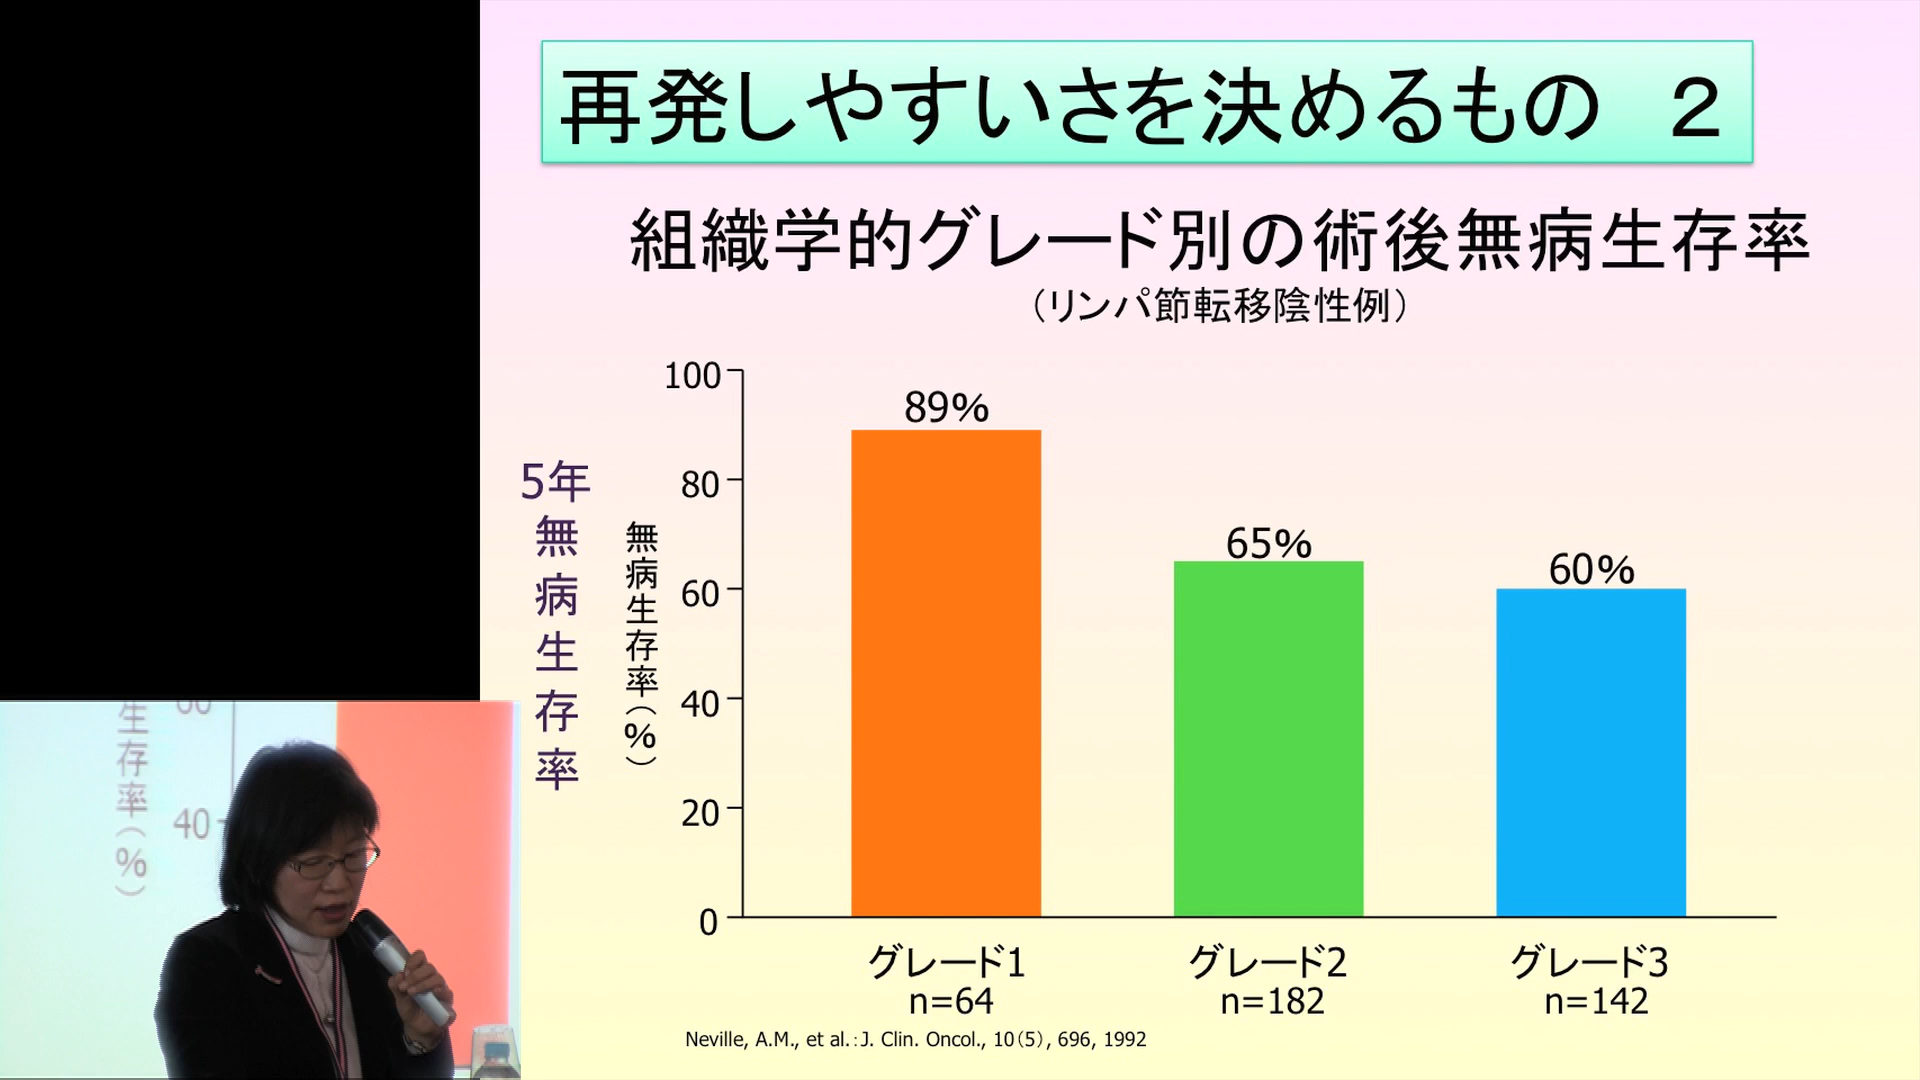 再発しやすいさを決めるもの　２
組織学的グレード別の術後無病生存率
（リンパ節転移陰性例）
5年無病生存率
無病生存率（%）
100
80
60
40
20
0
89%
65%
60%
グレード1
n=64
グレード2
n=182
グレード3
n=142
Neville, A.M., et al.：J. Clin. Oncol., 10（5）, 696, 1992
生存率（%）
60
40